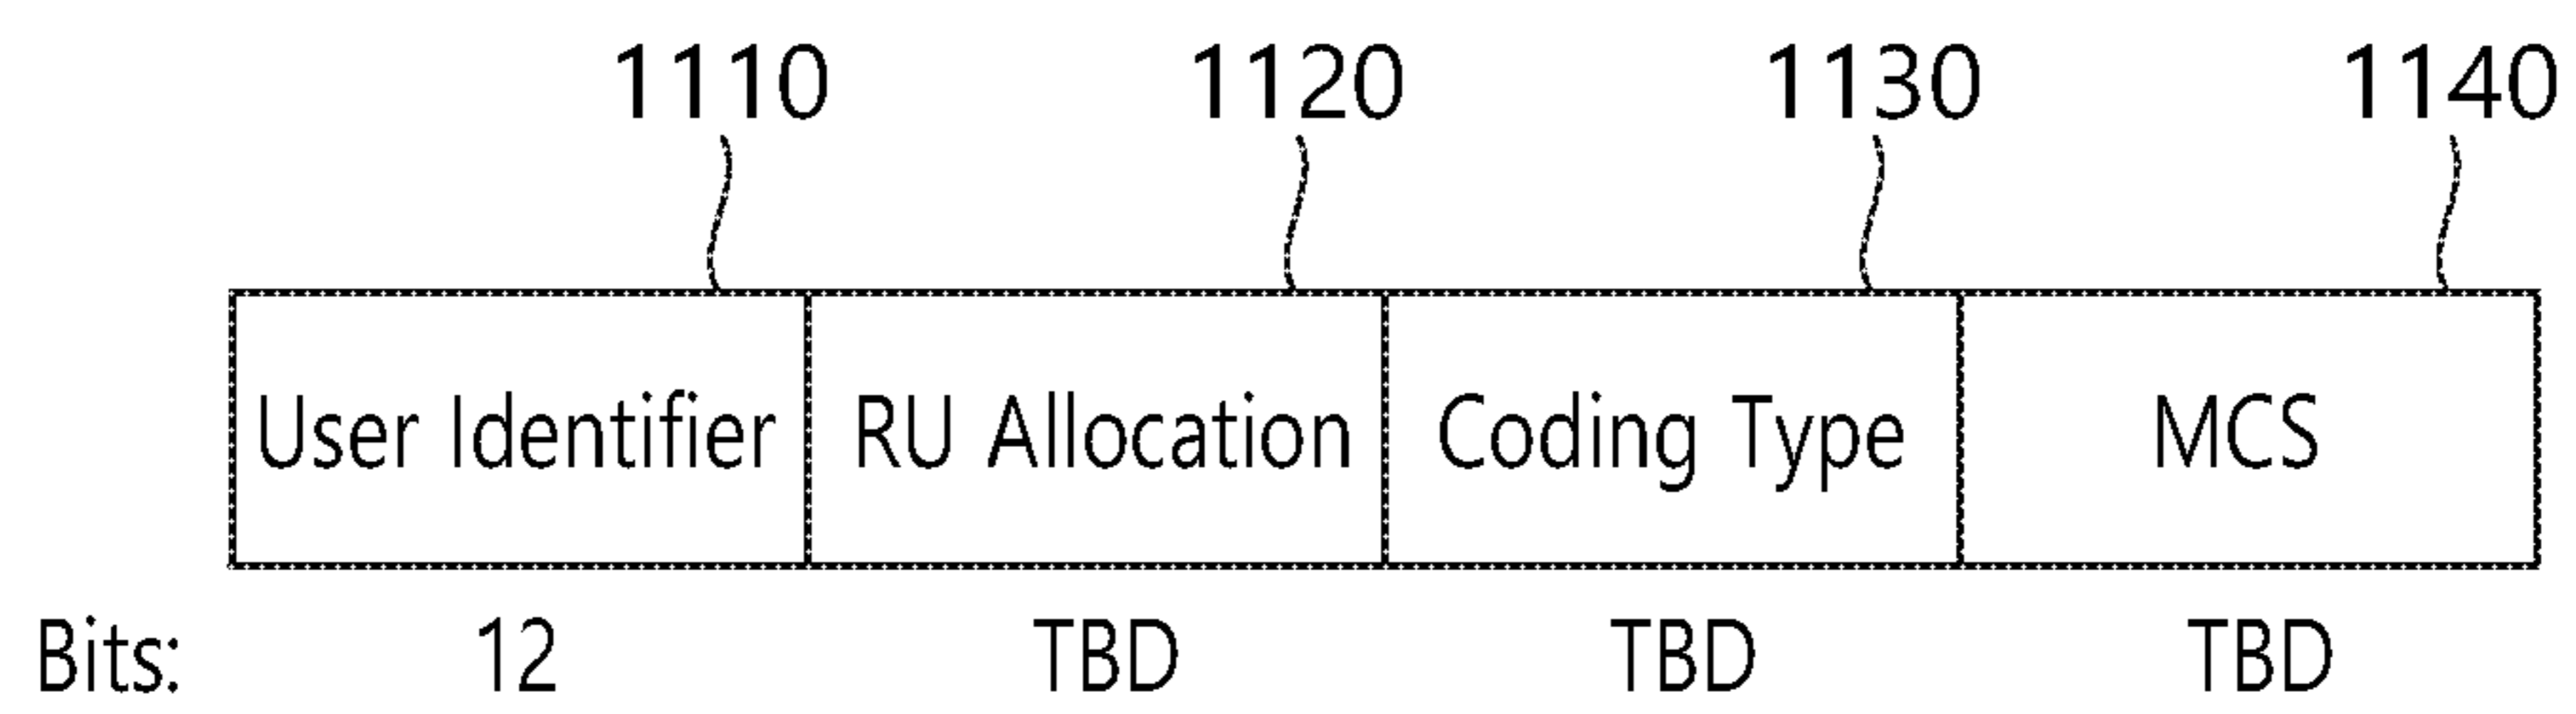 1110 1120 1130 1140
User Identifier RU Allocation Coding Type MCS
Bits: 12 TBD TBD TBD